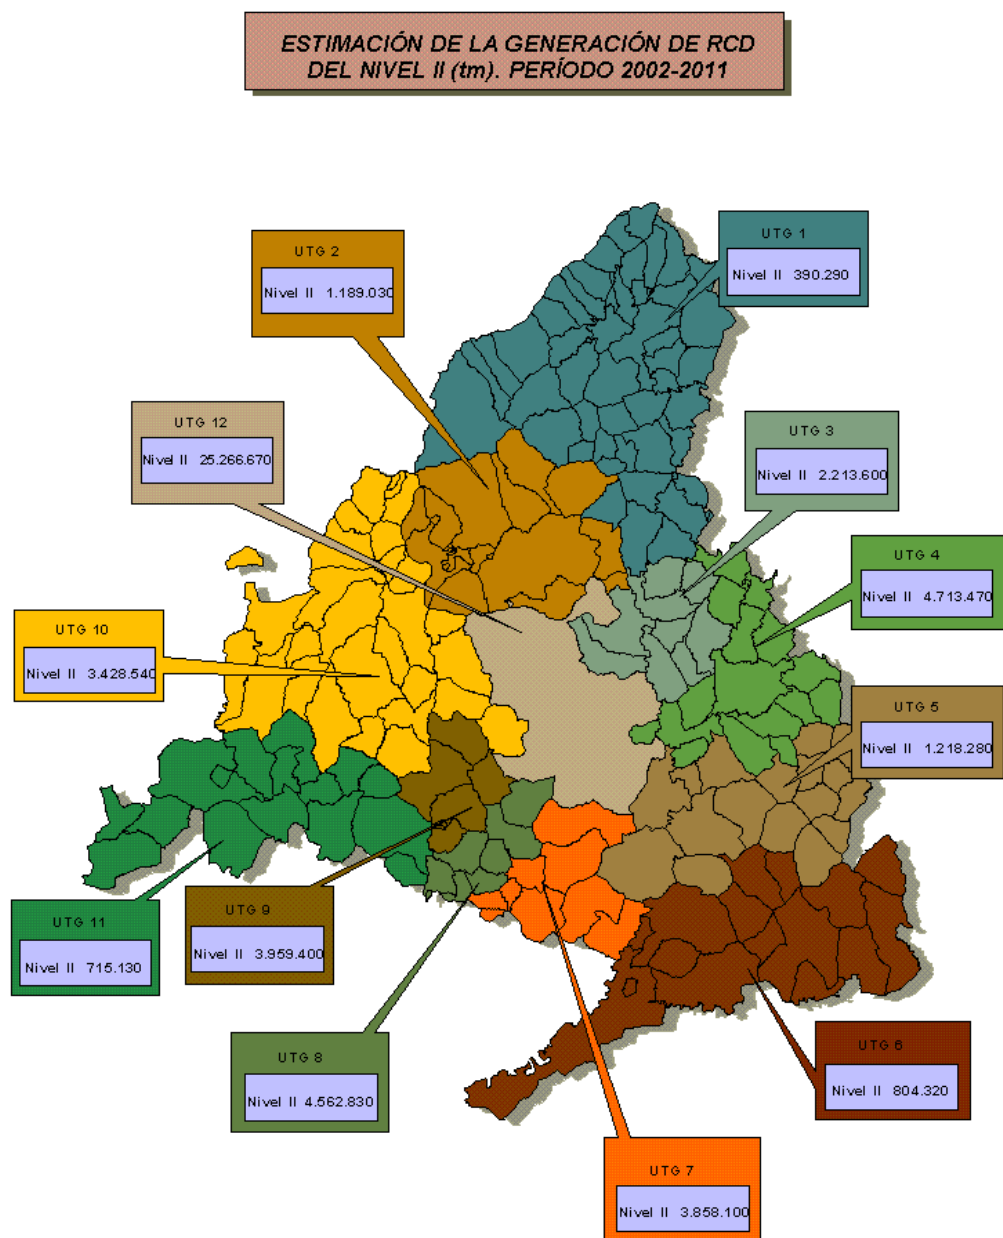 ESTIMACIÓN DE LA GENERACIÓN DE RCD
DEL NIVEL II (tm). PERÍODO 2002-2011
UTG 1
Nivel II 390.290
UTG 2
Nivel II 1.189.030
UTG 12
Nivel II 25.266.670
UTG 3
Nivel II 2.213.600
UTG 4
Nivel II 4.713.470
UTG 10
Nivel II 3.428.540
UTG 5
Nivel II 1.218.280
UTG 11
Nivel II 715.130
UTG 9
Nivel II 3.959.400
UTG 8
Nivel II 4.562.830
UTG 6
Nivel II 804.320
UTG 7
Nivel II 3.858.100